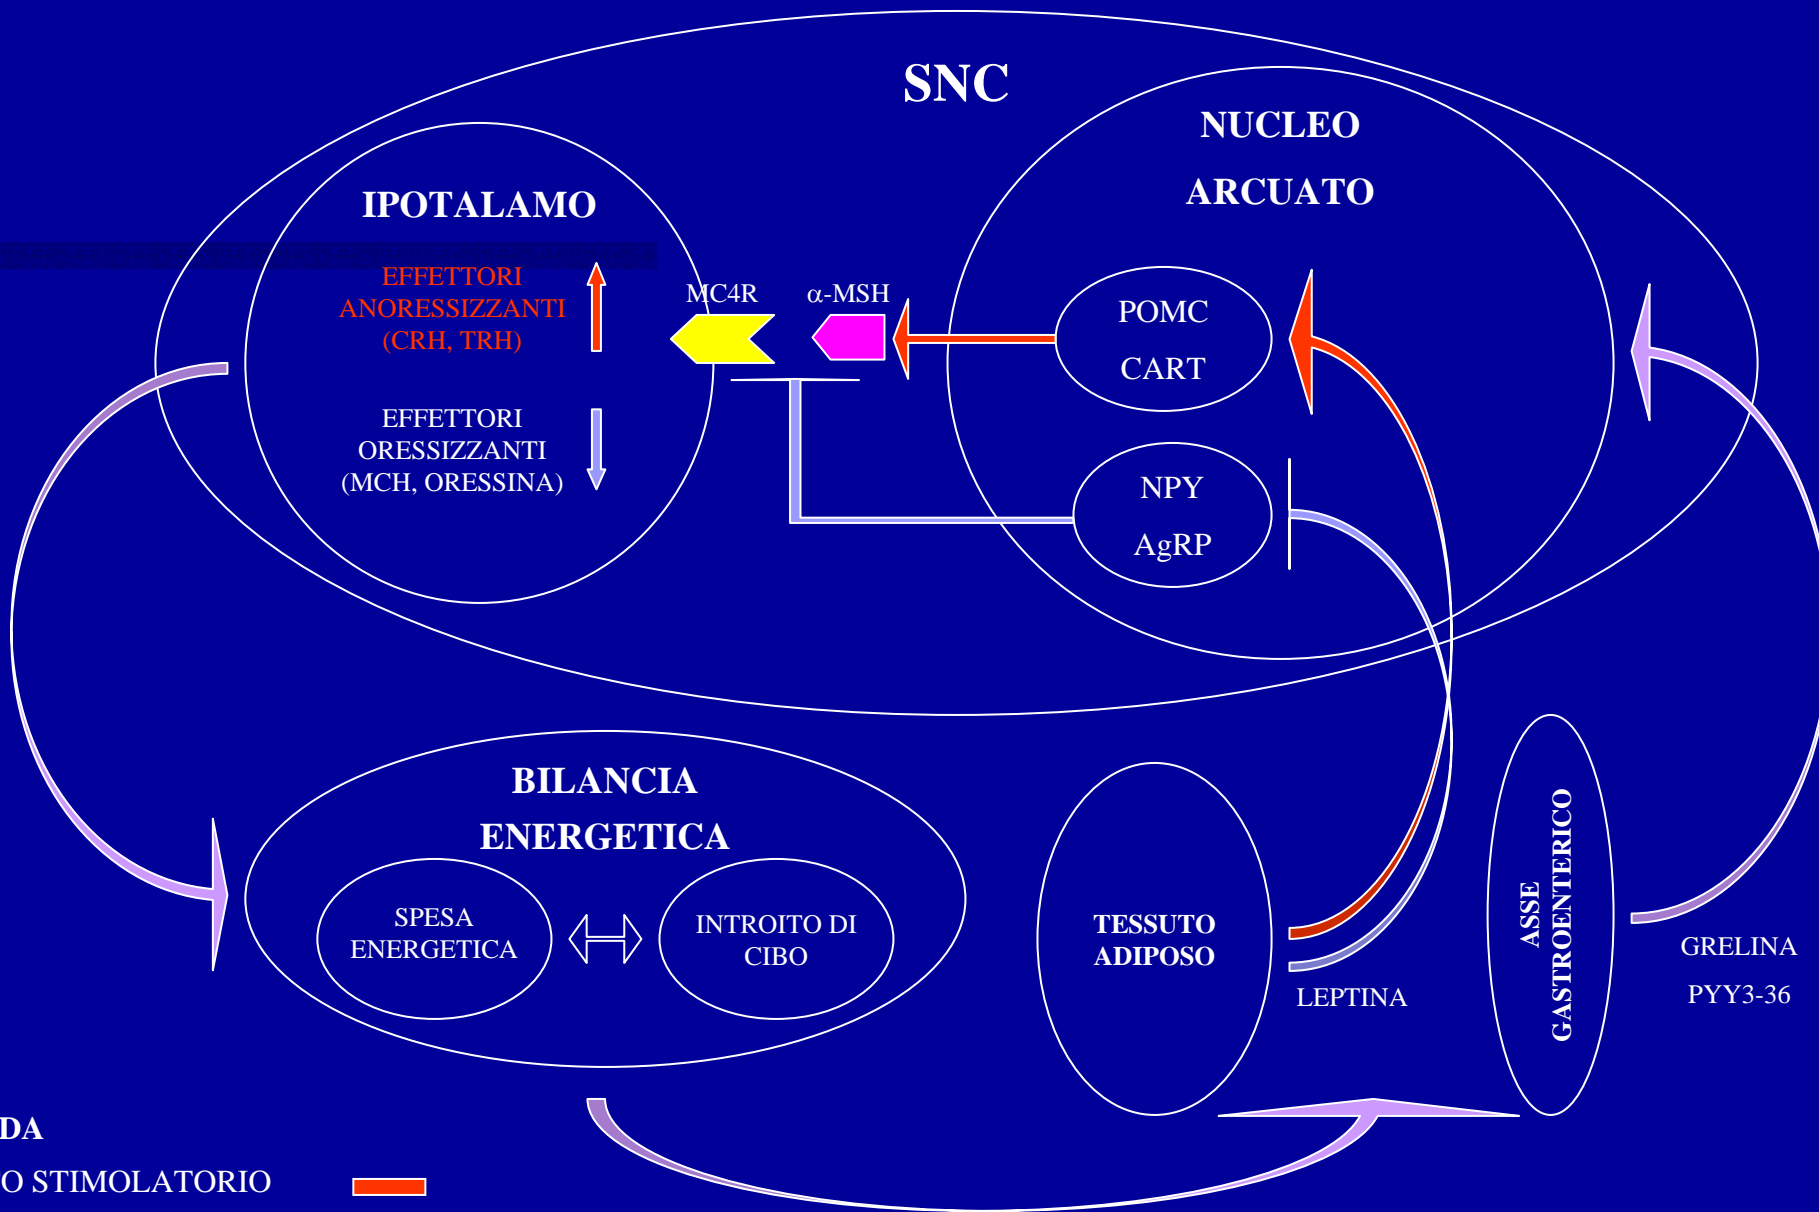 SNC
NUCLEO
ARCUATO
IPOTALAMO
EFFETTORI
ANORESSIZZANTI
(CRH, TRH)
EFFETTORI
ORESSIZZANTI
(MCH, ORESSINA)
MC4R
α-MSH
POMC
CART
NPY
AgRP
BILANCIA
ENERGETICA
SPESA
ENERGETICA
INTROITO DI
CIBO
TESSUTO
ADIPOSO
LEPTINA
ASSE
GASTROENTERICO
GRELINA
PYY3-36
DA
O STIMOLATORIO